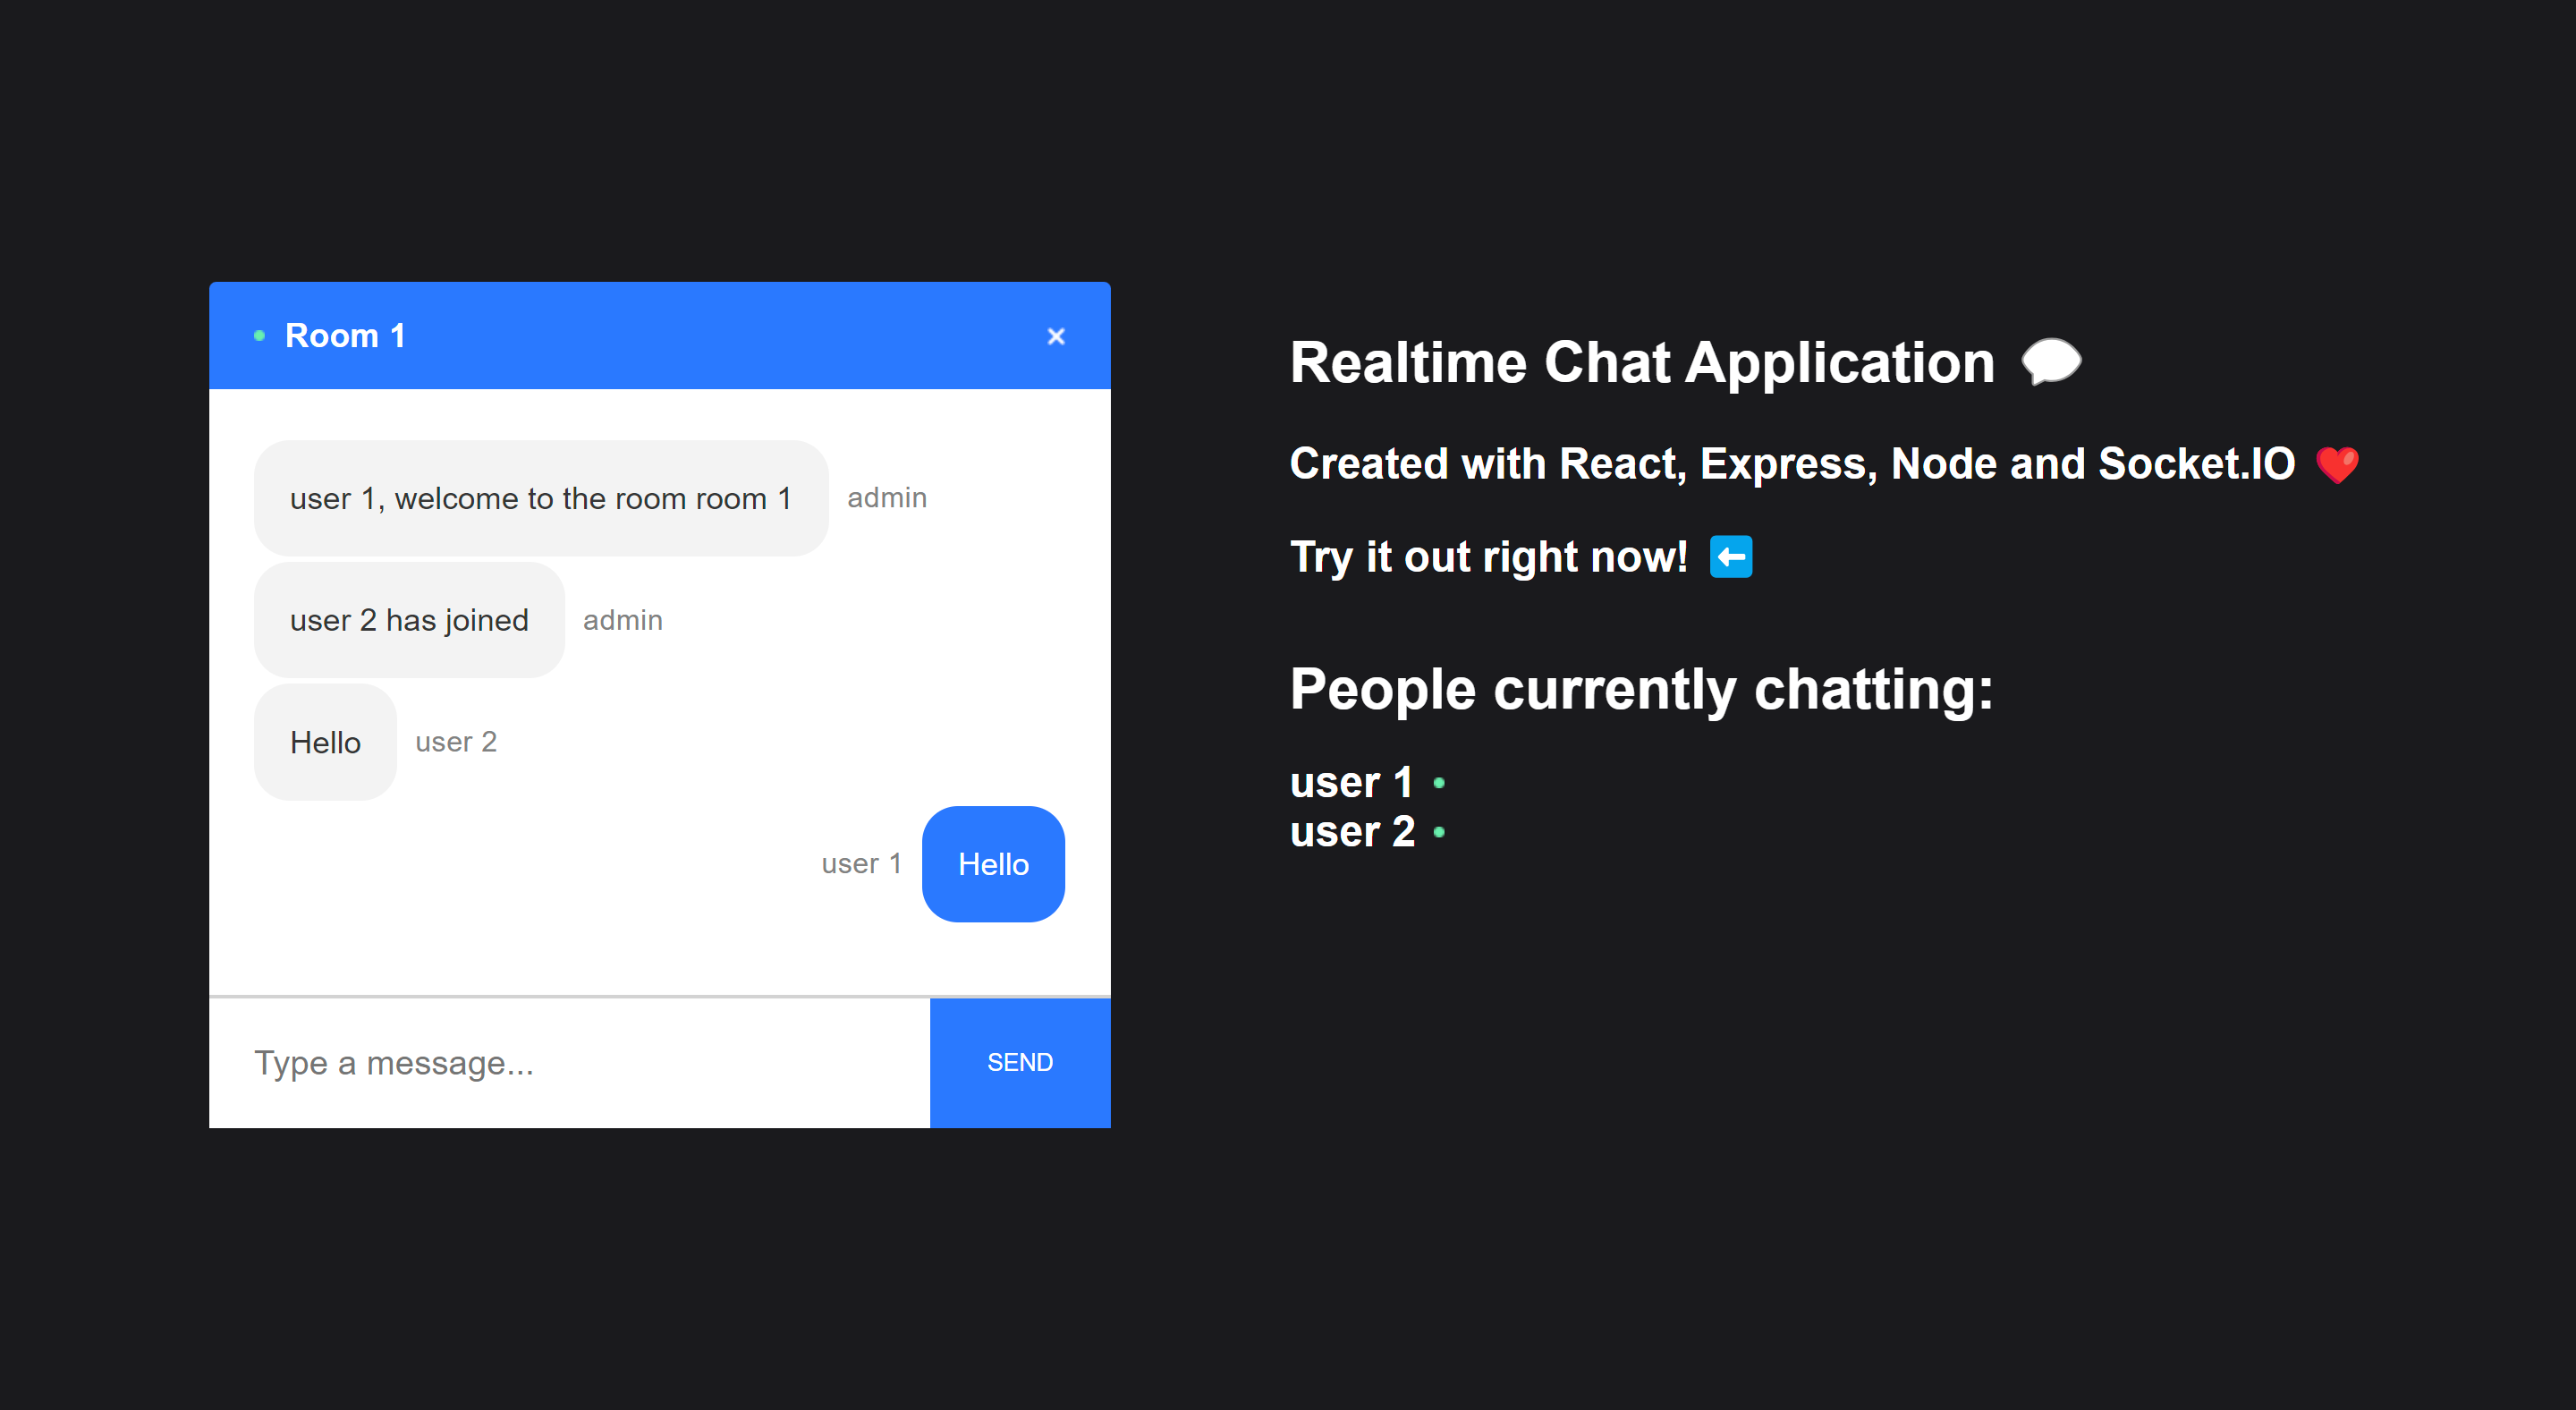 Room 1 ×
user 1, welcome to the room room 1 admin
user 2 has joined admin
Hello user 2
user 1 Hello
Type a message...
SEND
Realtime Chat Application 💬
Created with React, Express, Node and Socket.IO ❤️
Try it out right now! ⬅️
People currently chatting:
user 1
user 2